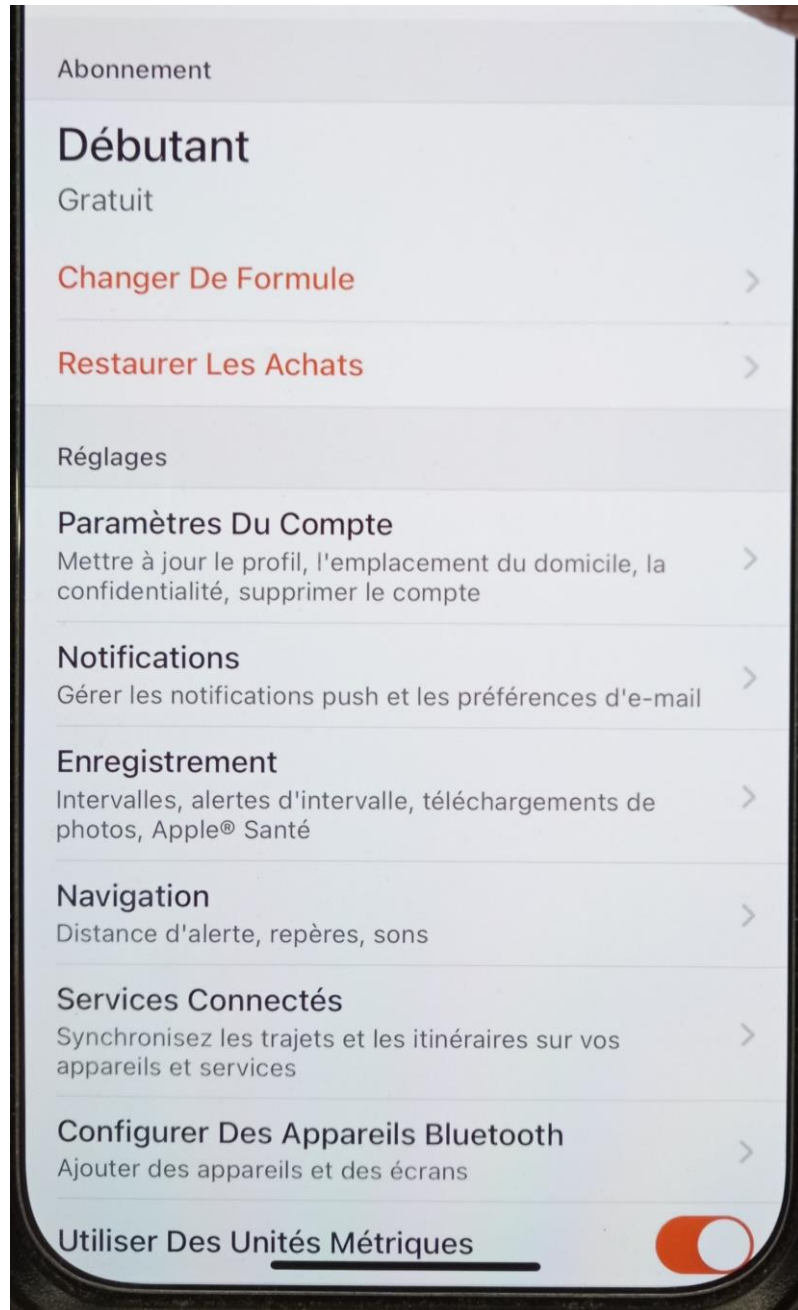 Abonnement
Débutant
Gratuit
Changer De Formule
Restaurer Les Achats
Réglages
Paramètres Du Compte
Mettre à jour le profil, l'emplacement du domicile, la
confidentialité, supprimer le compte
Notifications
Gérer les notifications push et les préférences d'e-mail
Enregistrement
Intervalles, alertes d'intervalle, téléchargements de
photos, Apple® Santé
Navigation
Distance d'alerte, repères, sons
Services Connectés
Synchronisez les trajets et les itinéraires sur vos
appareils et services
Configurer Des Appareils Bluetooth
Ajouter des appareils et des écrans
Utiliser Des Unités Métriques